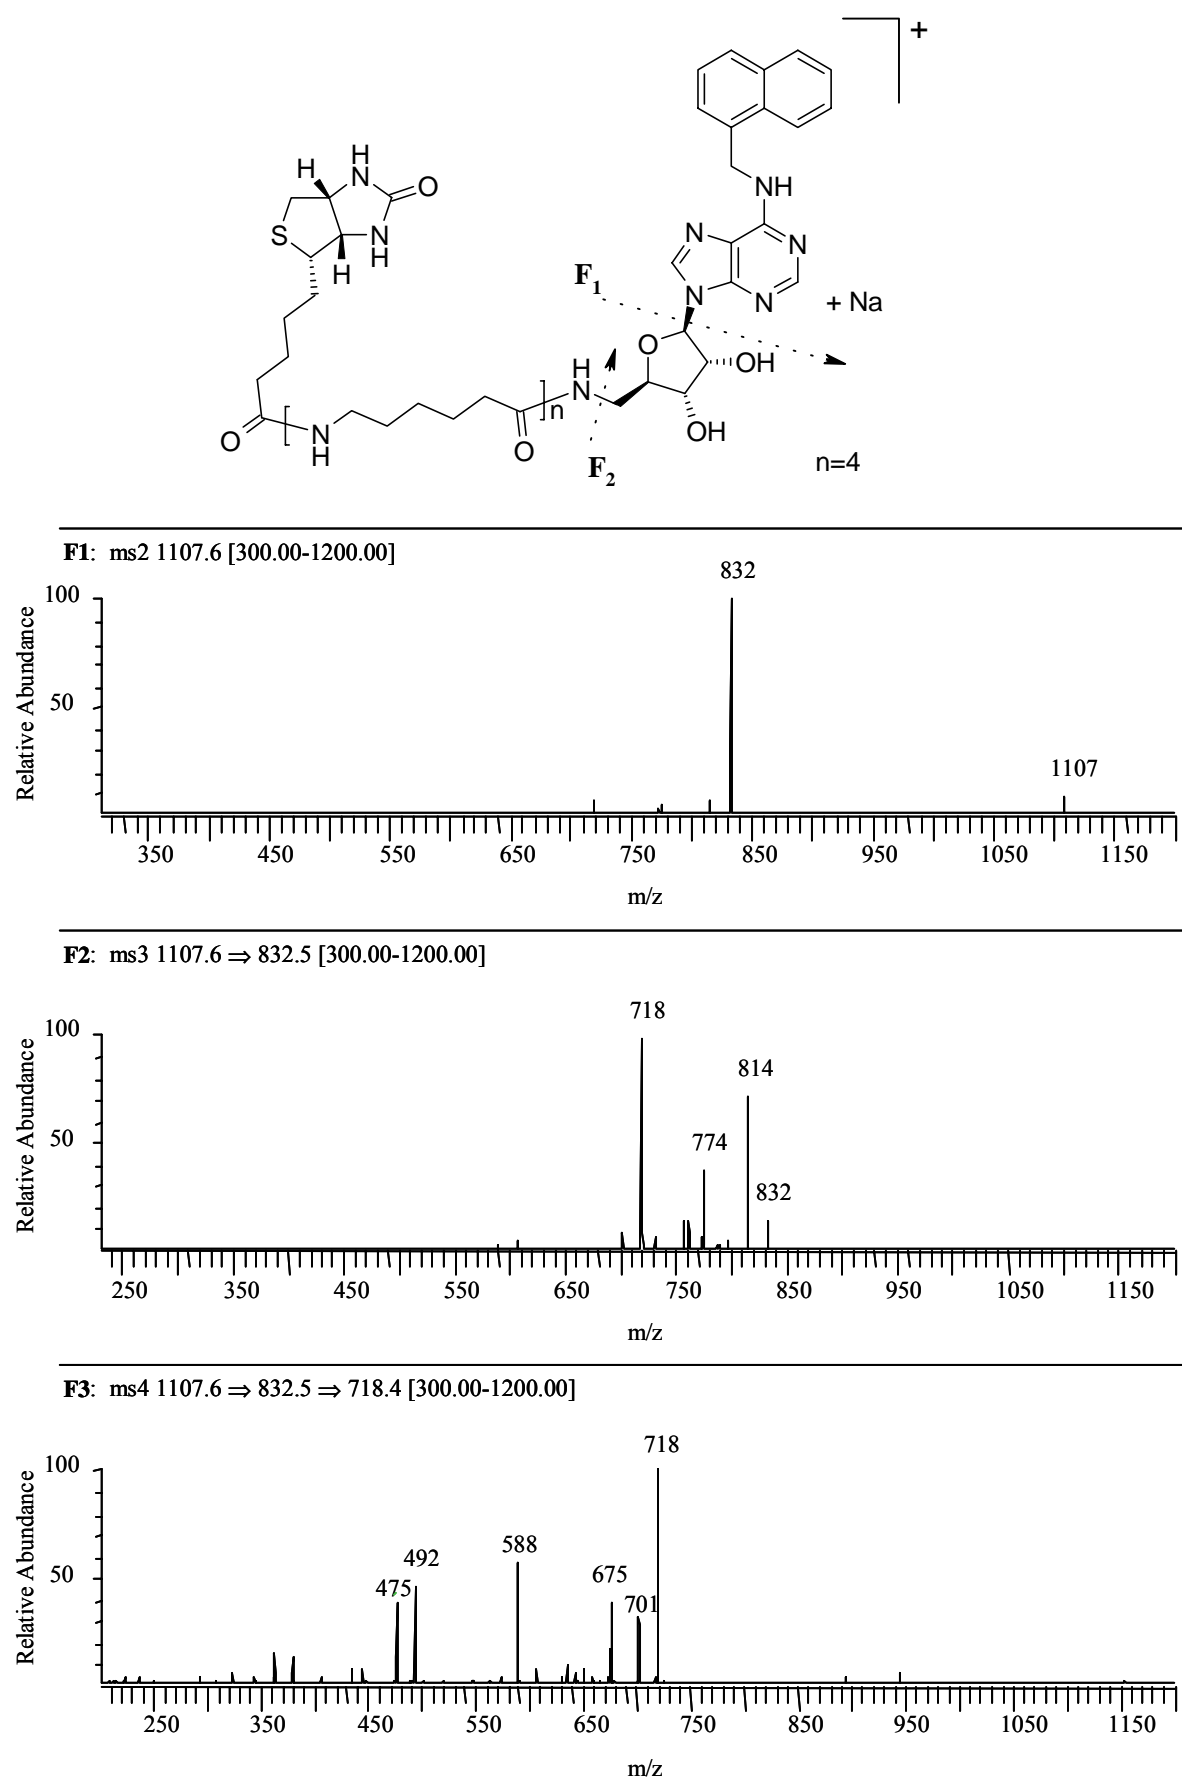 +
H
H
N
O
S
N
H
H
NH
N
N
N
N
F1
+ Na
O
OH
H
N
n
OH
O
N
H
O
F2
n=4
F1: ms2 1107.6 [300.00-1200.00]
832
100
50
1107
Relative Abundance
350 450 550 650 750 850 950 1050 1150
m/z
F2: ms3 1107.6 ⇒ 832.5 [300.00-1200.00]
718
100
814
50
774
832
Relative Abundance
250 350 450 550 650 750 850 950 1050 1150
m/z
F3: ms4 1107.6 ⇒ 832.5 ⇒ 718.4 [300.00-1200.00]
718
100
588
492
50
475
675
701
Relative Abundance
250 350 450 550 650 750 850 950 1050 1150
m/z